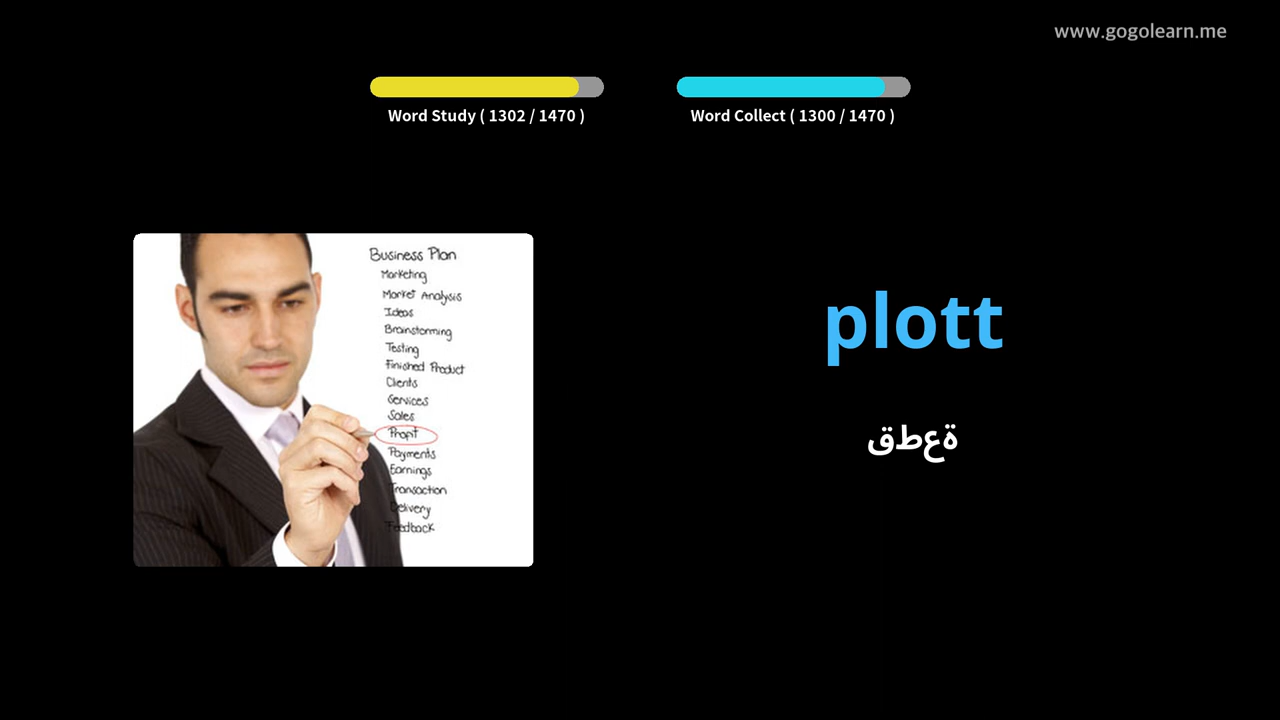 www.gogolearn.me
Word Study ( 1302 / 1470 )
Word Collect ( 1300 / 1470 )
Business Plan
Marketing
Market Analysis
Ideas
Brainstorming
Testing
Finished Product
Clients
Services
Sales
Profit
Payments
Earnings
Transaction
Delivery
Feedback
plott
قطعة